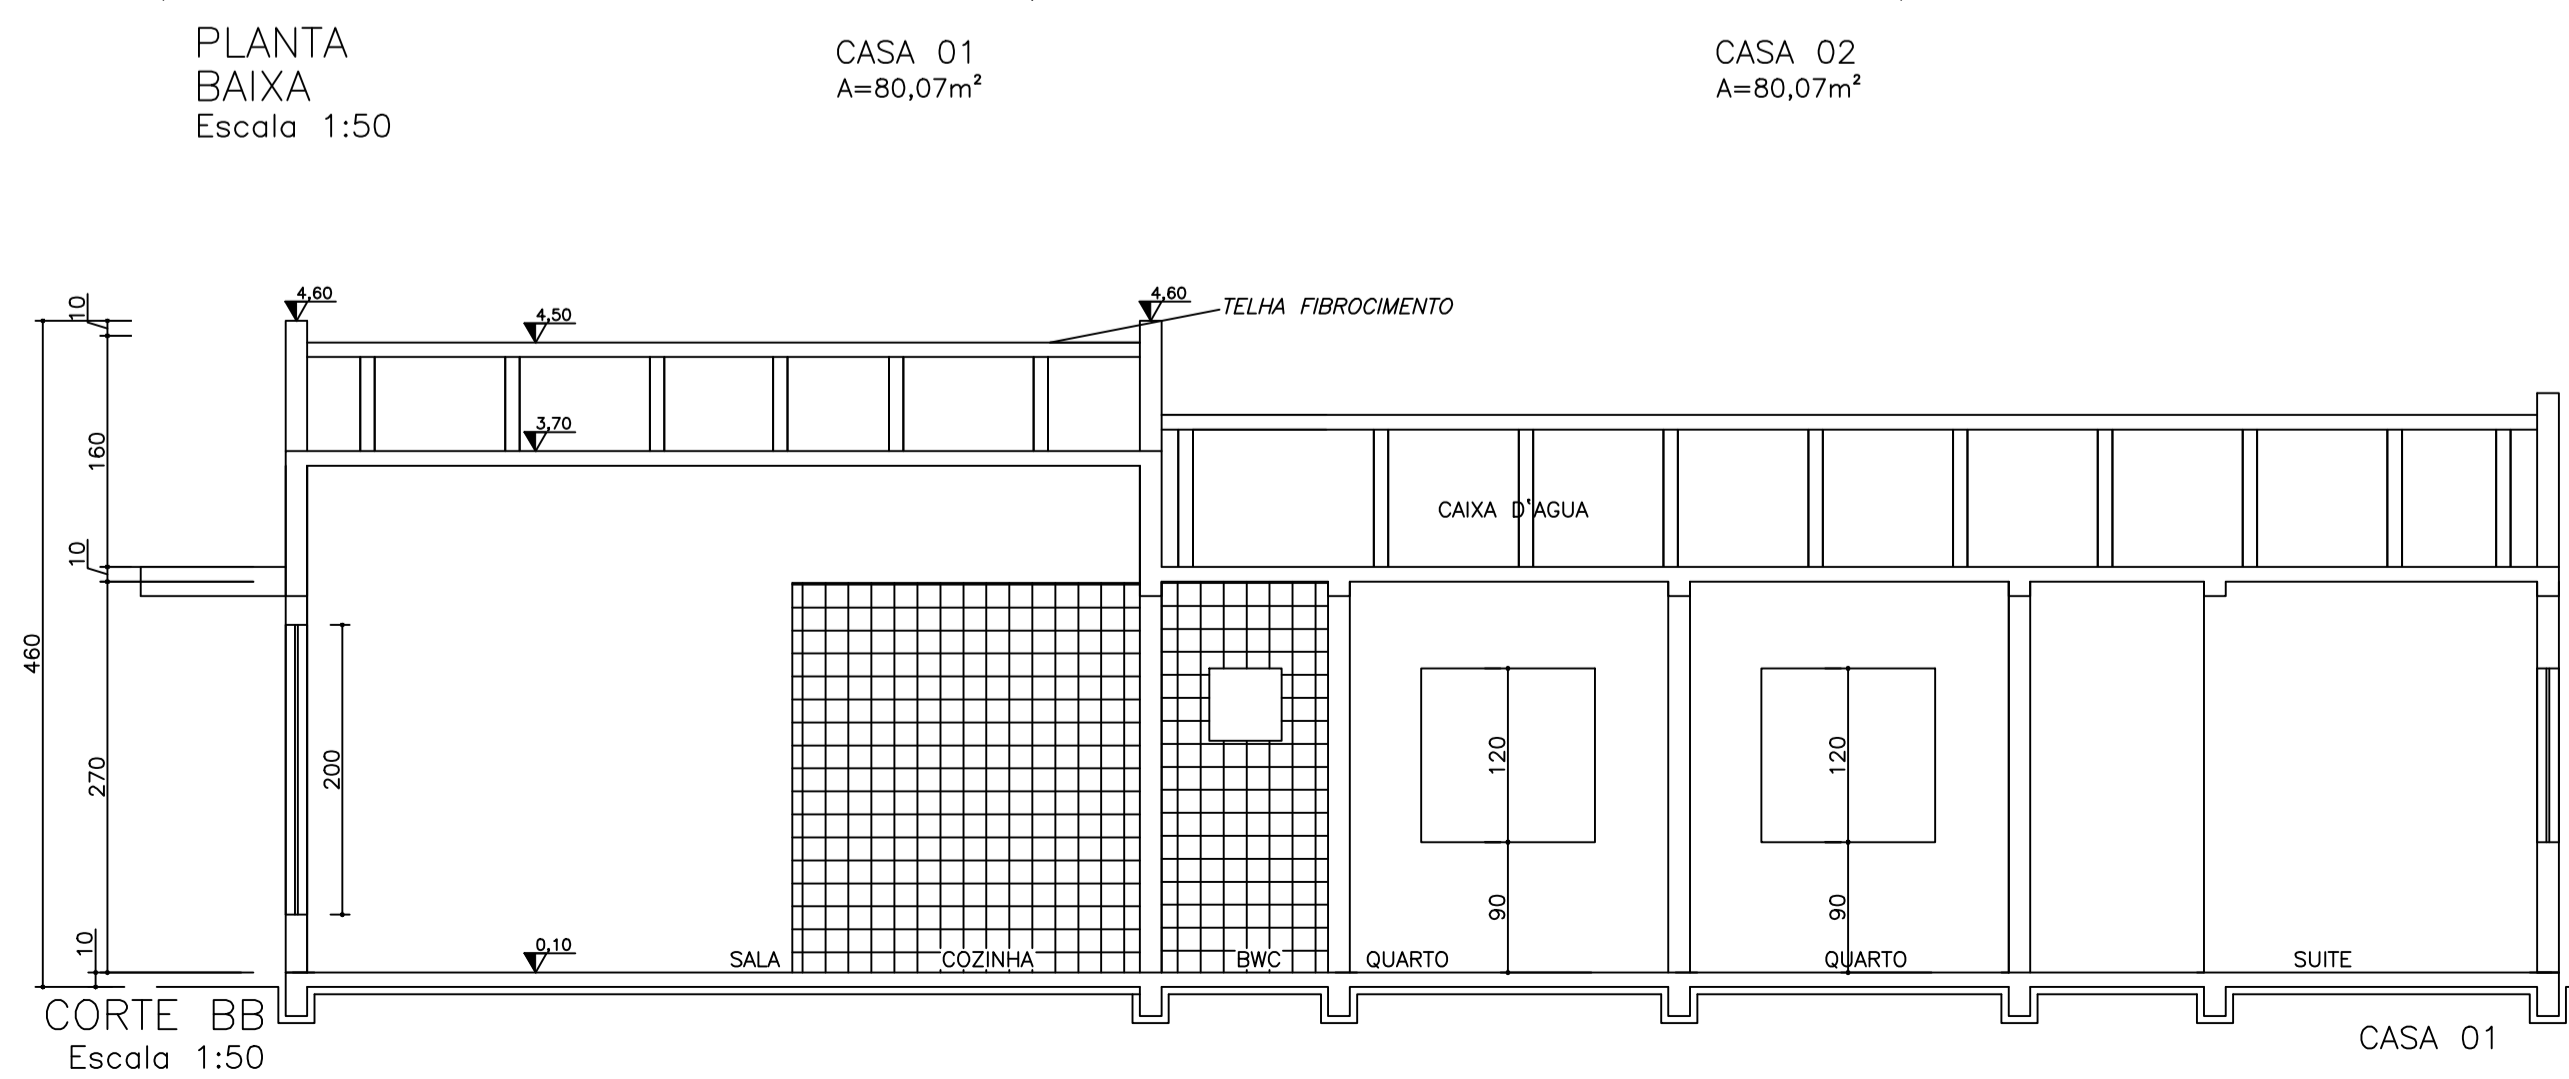 PLANTA
BAIXA
Escala 1:50
CASA 01
A=80,07m²
CASA 02
A=80,07m²
10
4,60
4,50
4,60
TELHA FIBROCIMENTO
160
3,70
CAIXA D'AGUA
10
460
270
200
120
120
90
90
10
0,10
SALA
COZINHA
BWC
QUARTO
QUARTO
SUITE
CORTE BB
Escala 1:50
CASA 01